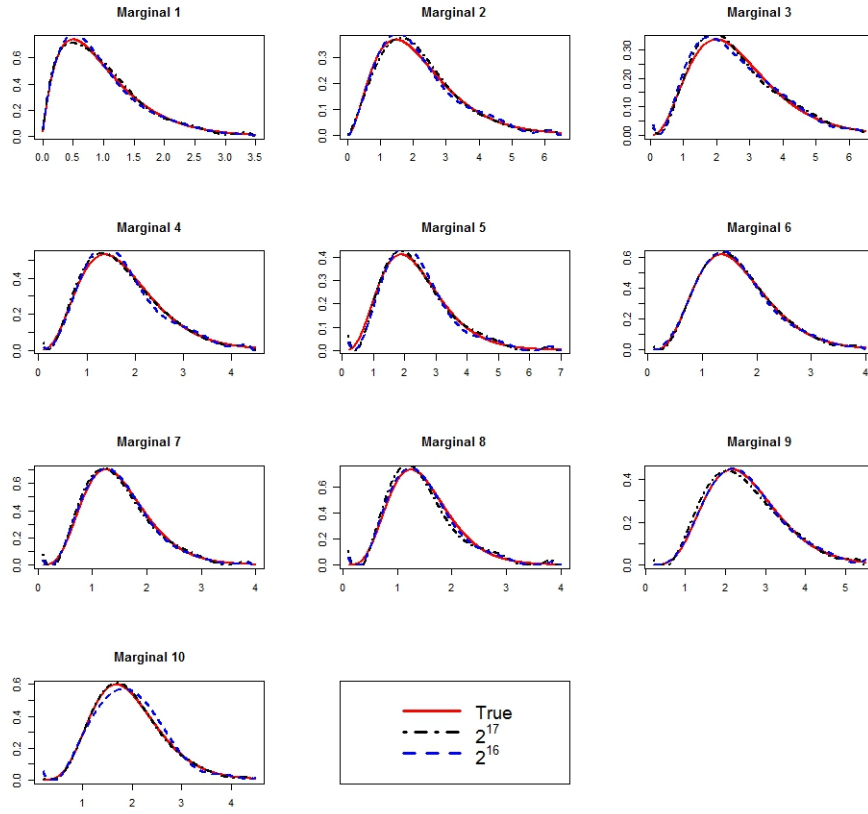 Marginal 1
Marginal 2
Marginal 3
0.0 0.2 0.4 0.6
0.0 0.5 1.0 1.5 2.0 2.5 3.0 3.5
0.0 0.1 0.2 0.3
0 1 2 3 4 5 6
0.00 0.10 0.20 0.30
0 1 2 3 4 5 6
Marginal 4
Marginal 5
Marginal 6
0.0 0.2 0.4
0 1 2 3 4
0.0 0.1 0.2 0.3 0.4
0 1 2 3 4 5 6 7
0.0 0.2 0.4 0.6
0 1 2 3 4
Marginal 7
Marginal 8
Marginal 9
0.0 0.2 0.4 0.6
0 1 2 3 4
0.0 0.2 0.4 0.6
0 1 2 3 4
0.0 0.2 0.4
0 1 2 3 4 5
Marginal 10
0.0 0.2 0.4 0.6
1 2 3 4
True
2^17
2^16